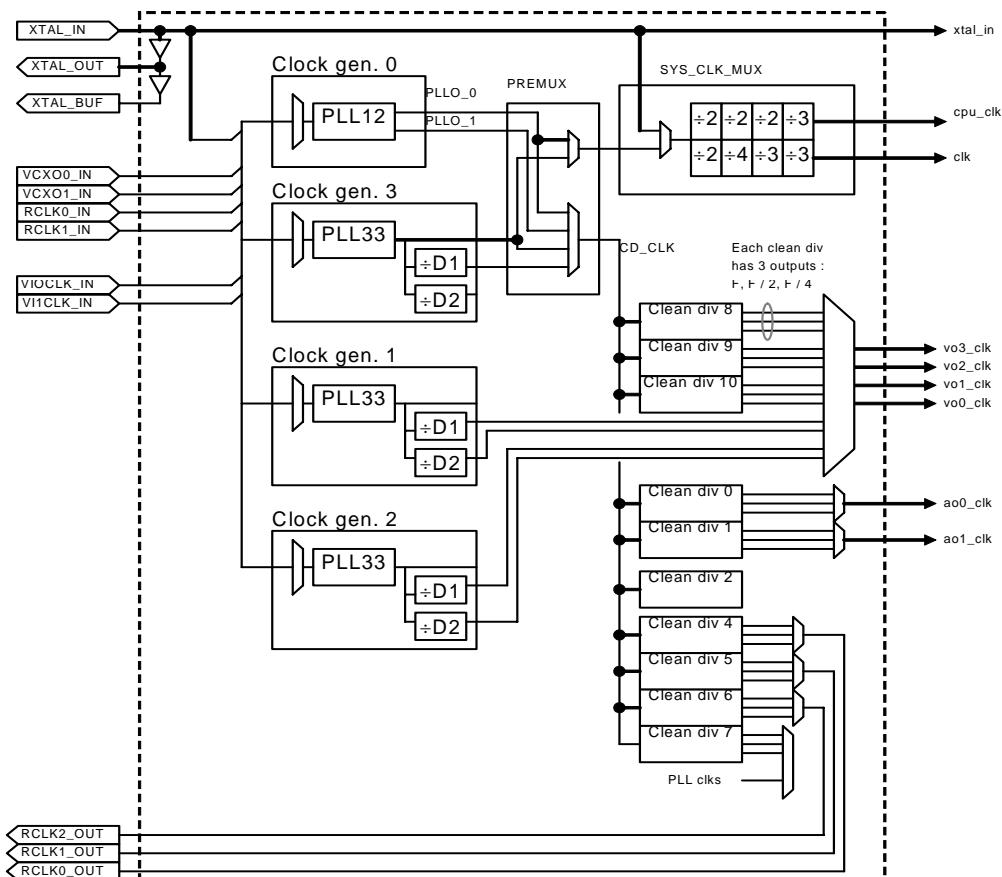 XTAL_IN
xtal_in
XTAL_OUT
XTAL_BUF
Clock gen. 0
PLL12
PLLO_0
PLLO_1
PREMUX
SYS_CLK_MUX
÷2 ÷2 ÷2 ÷3
÷2 ÷4 ÷3 ÷3
cpu_clk
clk
VCXO0_IN
VCXO1_IN
RCLK0_IN
RCLK1_IN
VI0CLK_IN
VI1CLK_IN
Clock gen. 3
PLL33
÷D1
÷D2
CD_CLK
Each clean div
has 3 outputs :
F, F / 2, F / 4
Clean div 8
Clean div 9
Clean div 10
vo3_clk
vo2_clk
vo1_clk
vo0_clk
Clock gen. 1
PLL33
÷D1
÷D2
Clean div 0
Clean div 1
ao0_clk
ao1_clk
Clock gen. 2
PLL33
÷D1
÷D2
Clean div 2
Clean div 4
Clean div 5
Clean div 6
Clean div 7
PLL clks
RCLK2_OUT
RCLK1_OUT
RCLK0_OUT